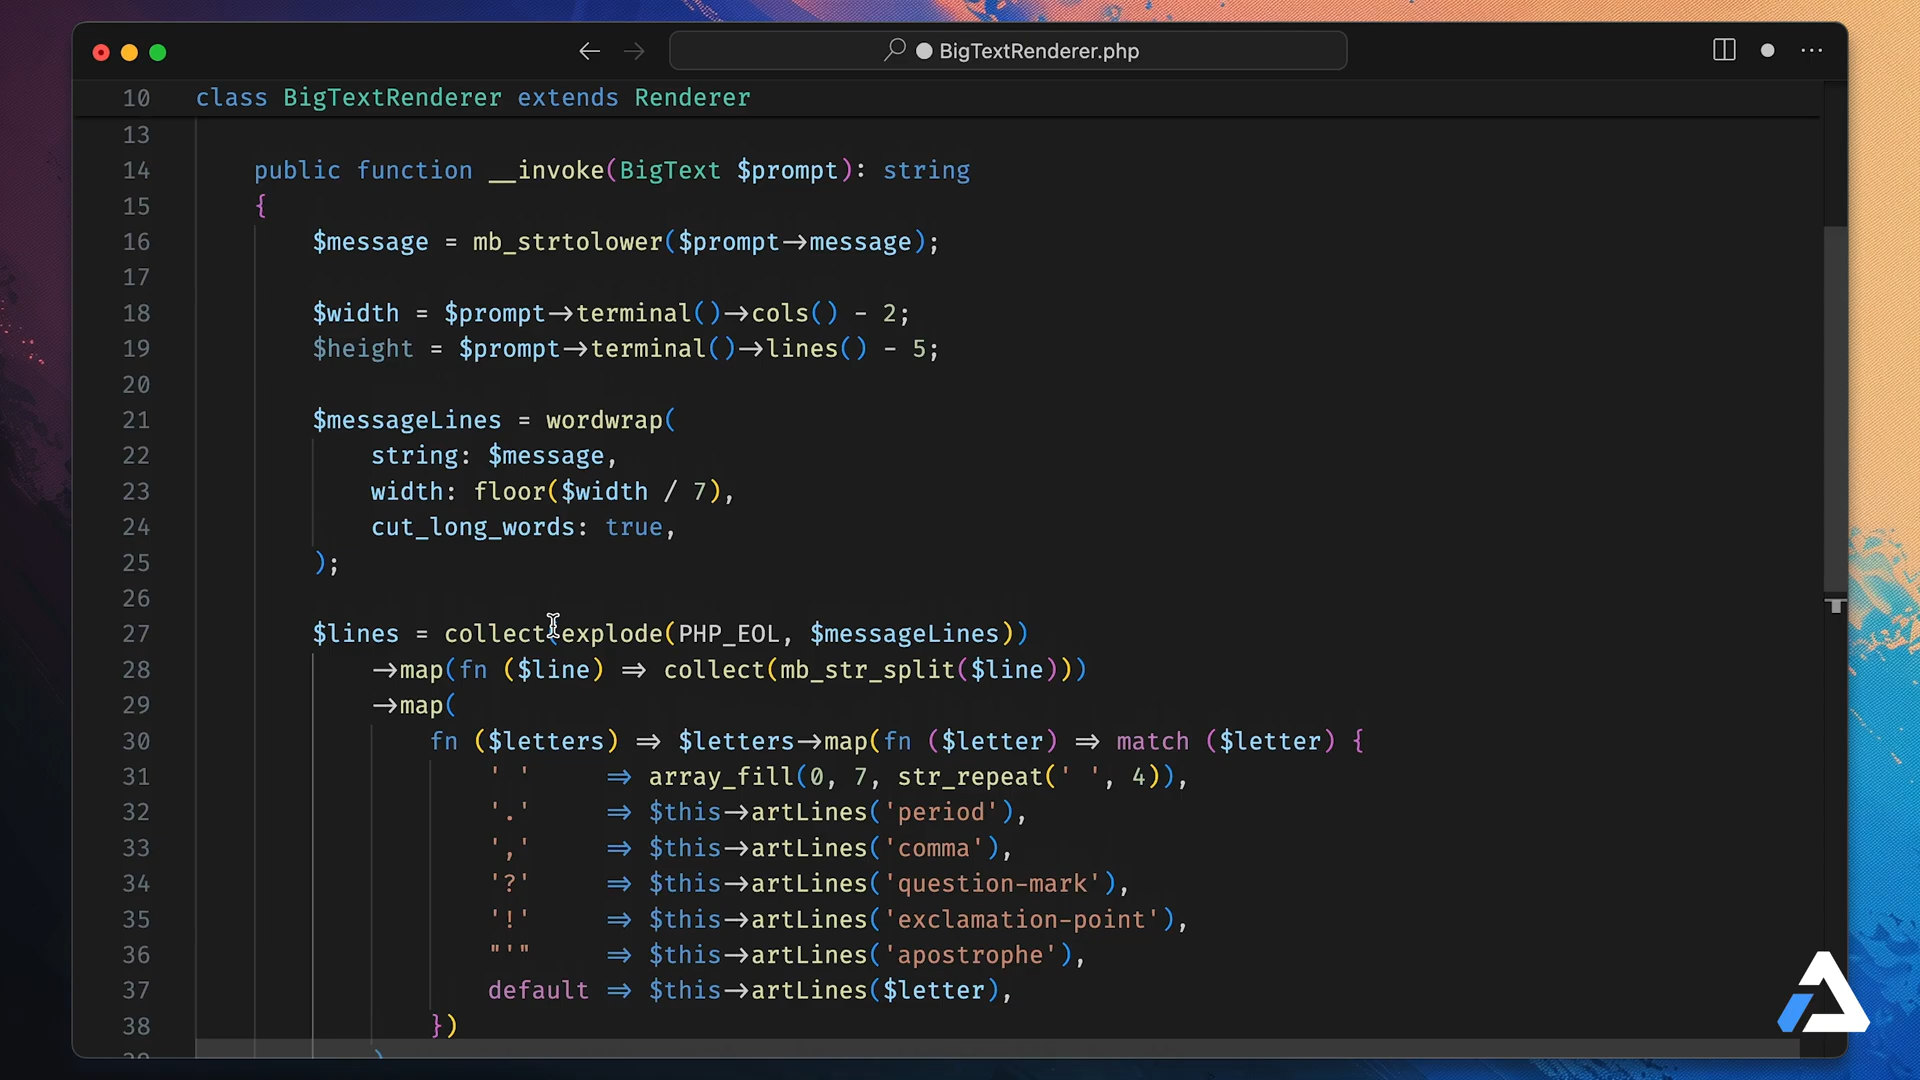 BigTextRenderer.php
10 class BigTextRenderer extends Renderer
13
14 public function __invoke(BigText $prompt): string
15 {
16 $message = mb_strtolower($prompt->message);
17
18 $width = $prompt->terminal()->cols() - 2;
19 $height = $prompt->terminal()->lines() - 5;
20
21 $messageLines = wordwrap(
22 string: $message,
23 width: floor($width / 7),
24 cut_long_words: true,
25 );
26
27 $lines = collect(explode(PHP_EOL, $messageLines))
28 ->map(fn ($line) => collect(mb_str_split($line)))
29 ->map(
30 fn ($letters) => $letters->map(fn ($letter) => match ($letter) {
31 ' ' => array_fill(0, 7, str_repeat(' ', 4)),
32 '.' => $this->artLines('period'),
33 ',' => $this->artLines('comma'),
34 '?' => $this->artLines('question-mark'),
35 '!' => $this->artLines('exclamation-point'),
36 "'" => $this->artLines('apostrophe'),
37 default => $this->artLines($letter),
38 })